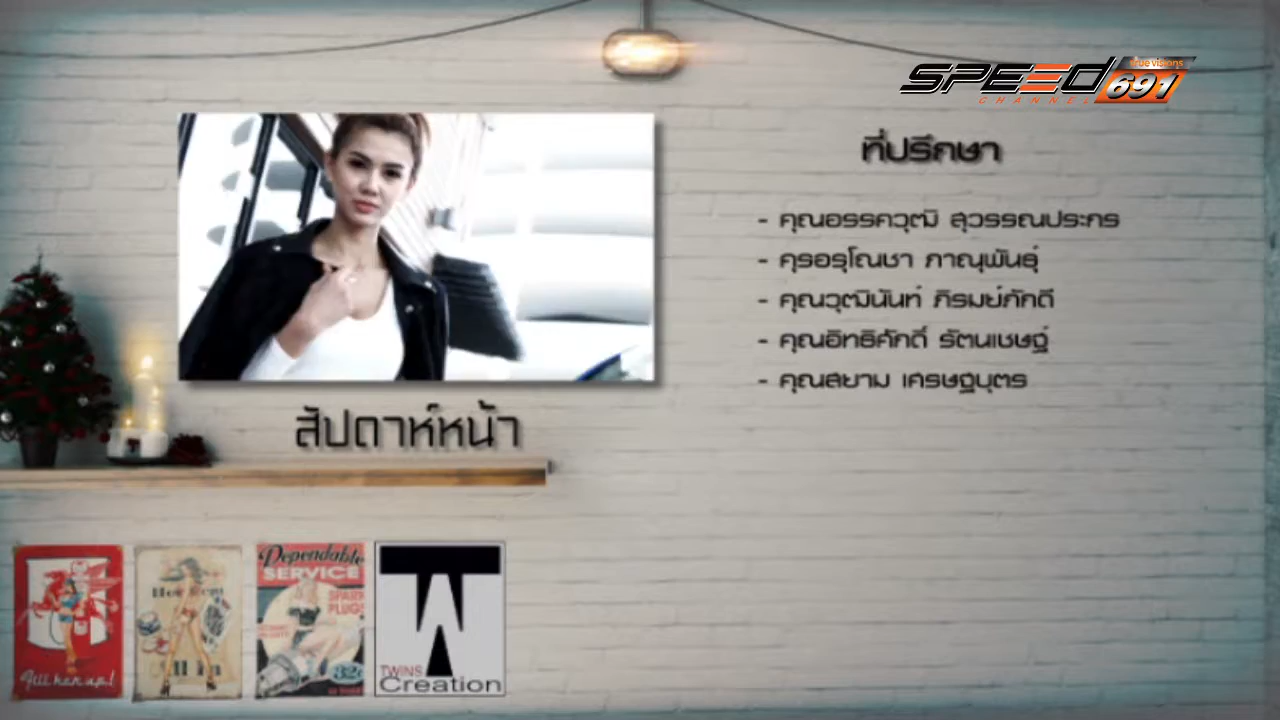 SPEED
CHANNEL
true visions
691
ที่ปรึกษา
- คุณอรรควุฒิ สุวรรณประกร
- คุรอรุโณชา ภาณุพันธุ์
- คุณวุฒินันท์ ภิรมย์ภักดี
- คุณอิทธิศักดิ์ รัตนเชษฐ์
- คุณสยาม เศรษฐบุตร
สัปดาห์หน้า
Fill her up!
All in
Dependable
SERVICE
SPARK
PLUGS
TWINS
Creation